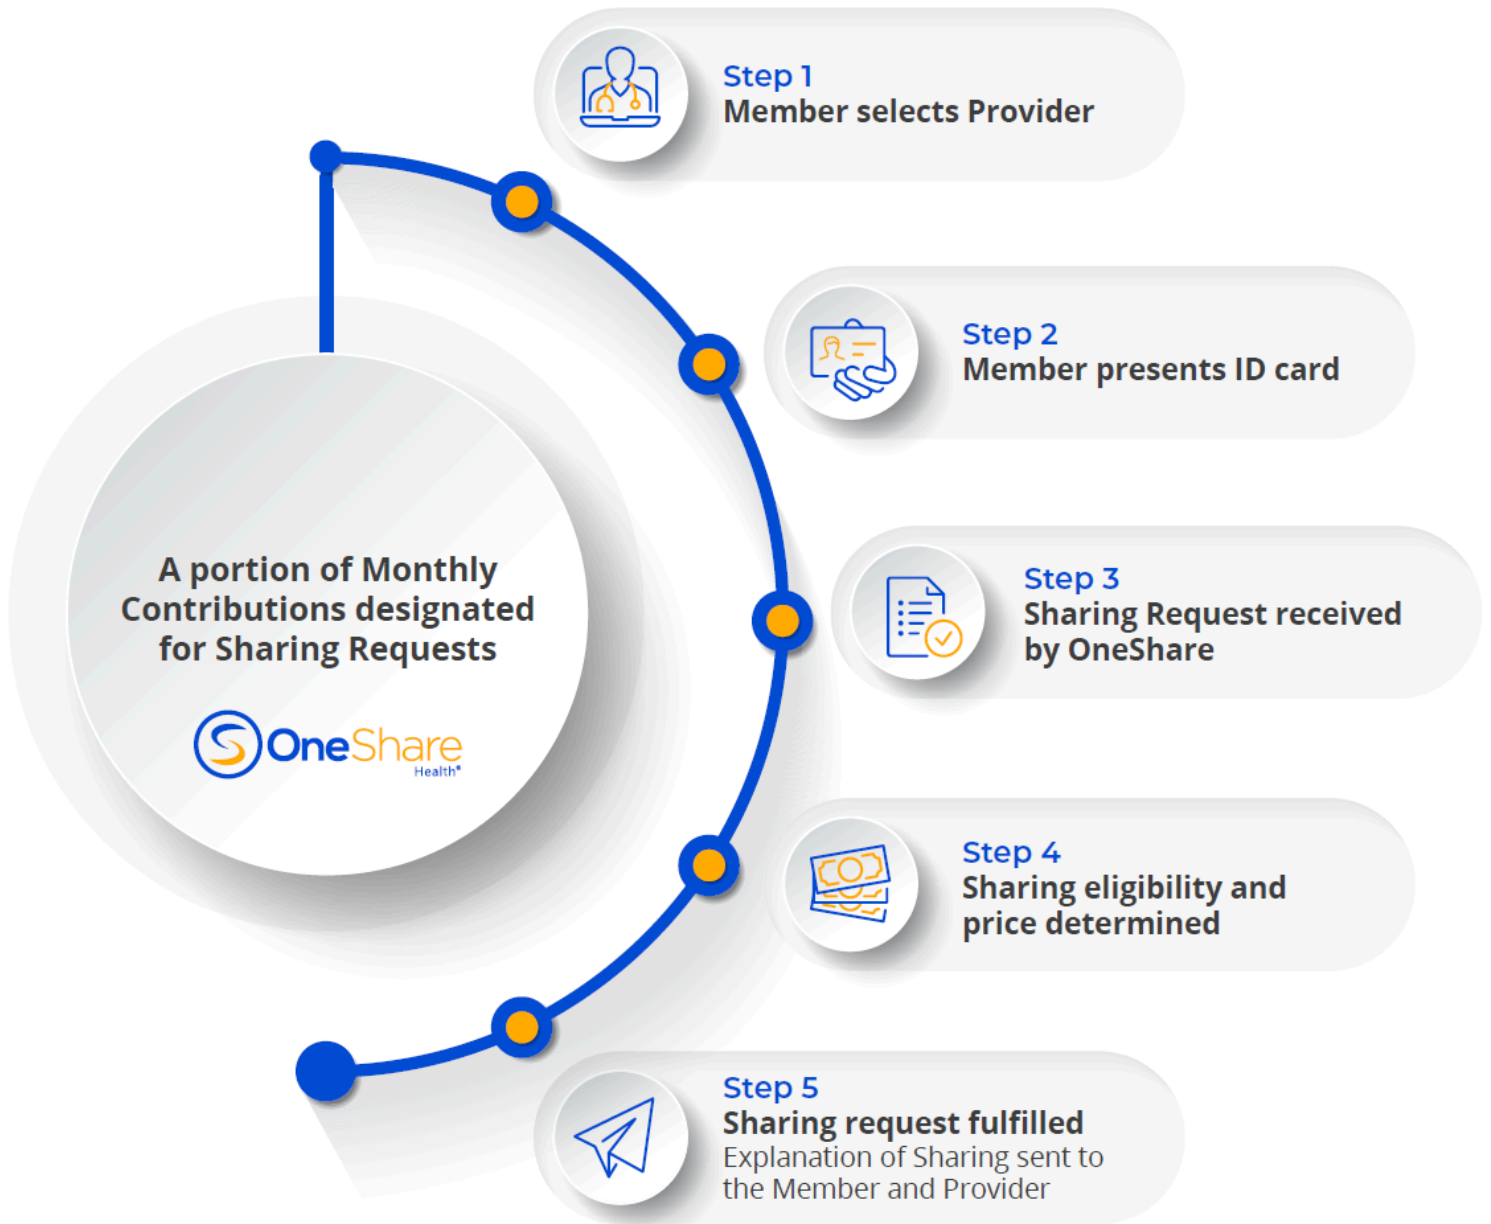 Step 1
Member selects Provider
Step 2
Member presents ID card
A portion of Monthly
Contributions designated
for Sharing Requests
OneShare
Health®
Step 3
Sharing Request received
by OneShare
Step 4
Sharing eligibility and
price determined
Step 5
Sharing request fulfilled
Explanation of Sharing sent to
the Member and Provider